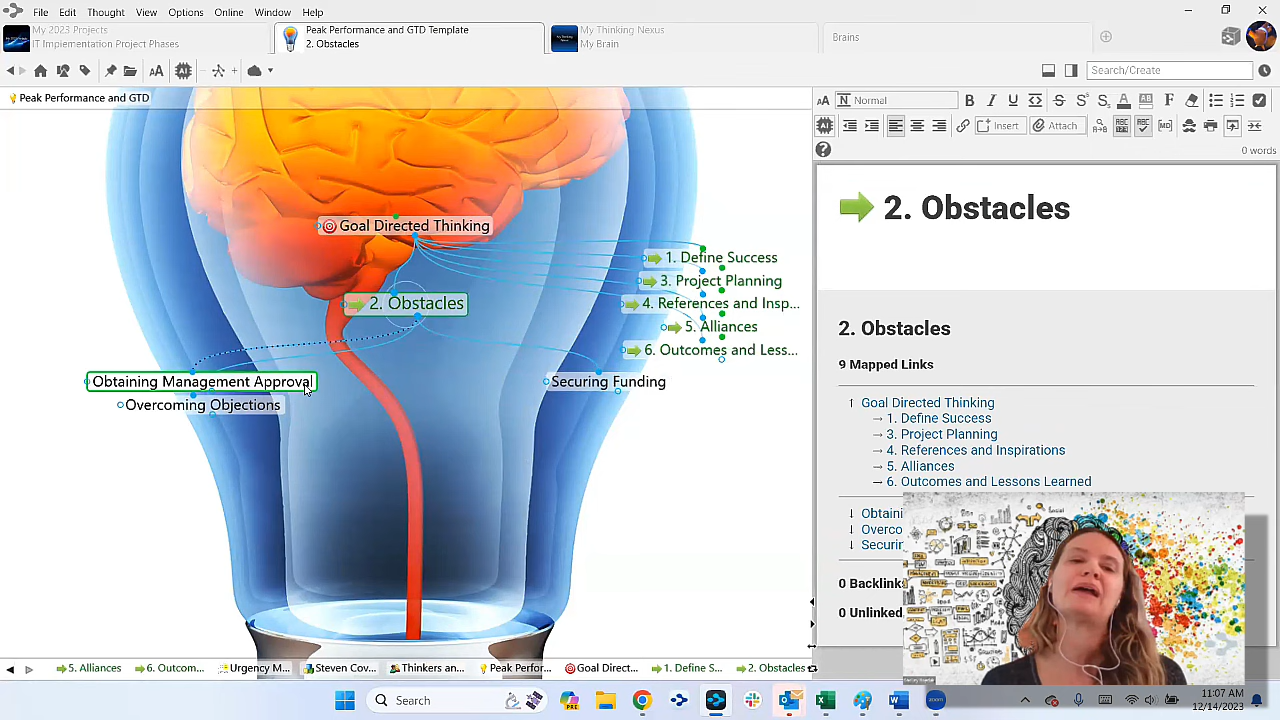 File Edit Thought View Options Online Window Help
My 2023 Projects
IT Impementation Project Phases
Peak Performance and GTD Template
2. Obstacles
My Thinking Nexus
My Brain
Brains
AI
Search/Create
Peak Performance and GTD
Normal
Insert
Attach
0 words
Goal Directed Thinking
2. Obstacles
1. Define Success
3. Project Planning
4. References and Insp...
5. Alliances
6. Outcomes and Less...
Obtaining Management Approval
Overcoming Objections
Securing Funding
2. Obstacles
2. Obstacles
9 Mapped Links
Goal Directed Thinking
→ 1. Define Success
→ 3. Project Planning
→ 4. References and Inspirations
→ 5. Alliances
→ 6. Outcomes and Lessons Learned
Obtaini
Overco
Securin
0 Backlink
0 Unlinked
5. Alliances
6. Outcom...
Urgency M...
Steven Cov...
Thinkers an...
Peak Perfor...
Goal Direct...
1. Define S...
2. Obstacles
Search
11:07 AM
12/14/2023